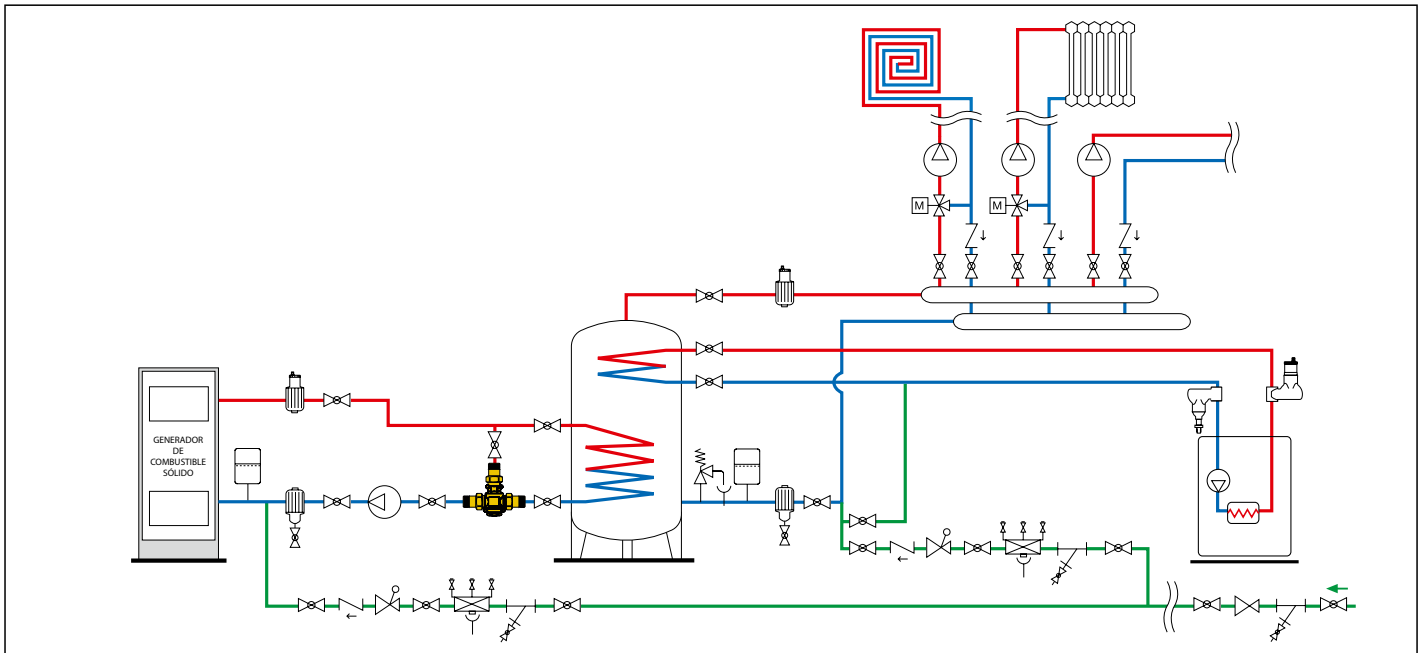 M
M
GENERADOR
DE
COMBUSTIBLE
SÓLIDO